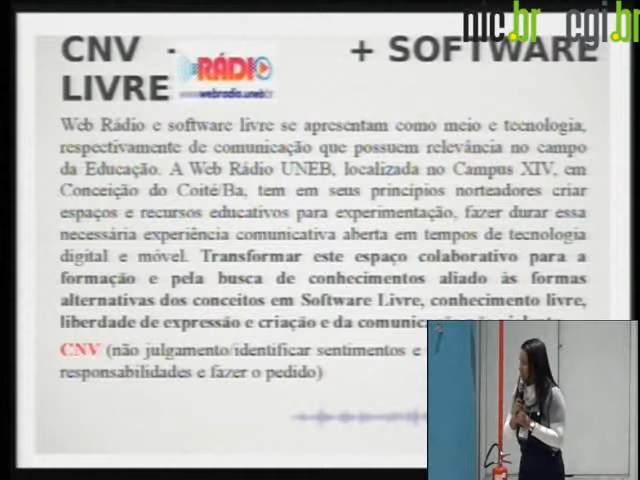 nic.br cgi.br
CNV - RÁDIO + SOFTWARE
www.webradio.uneb.br
LIVRE
Web Rádio e software livre se apresentam como meio e tecnologia,
respectivamente de comunicação que possuem relevância no campo
da Educação. A Web Rádio UNEB, localizada no Campus XIV, em
Conceição do Coité/Ba, tem em seus princípios norteadores criar
espaços e recursos educativos para experimentação, fazer durar essa
necessária experiência comunicativa aberta em tempos de tecnologia
digital e móvel. Transformar este espaço colaborativo para a
formação e pela busca de conhecimentos aliado às formas
alternativas dos conceitos em Software Livre, conhecimento livre,
liberdade de expressão e criação e da
CNV (não julgamento/identificar sentimentos e
responsabilidades e fazer o pedido)